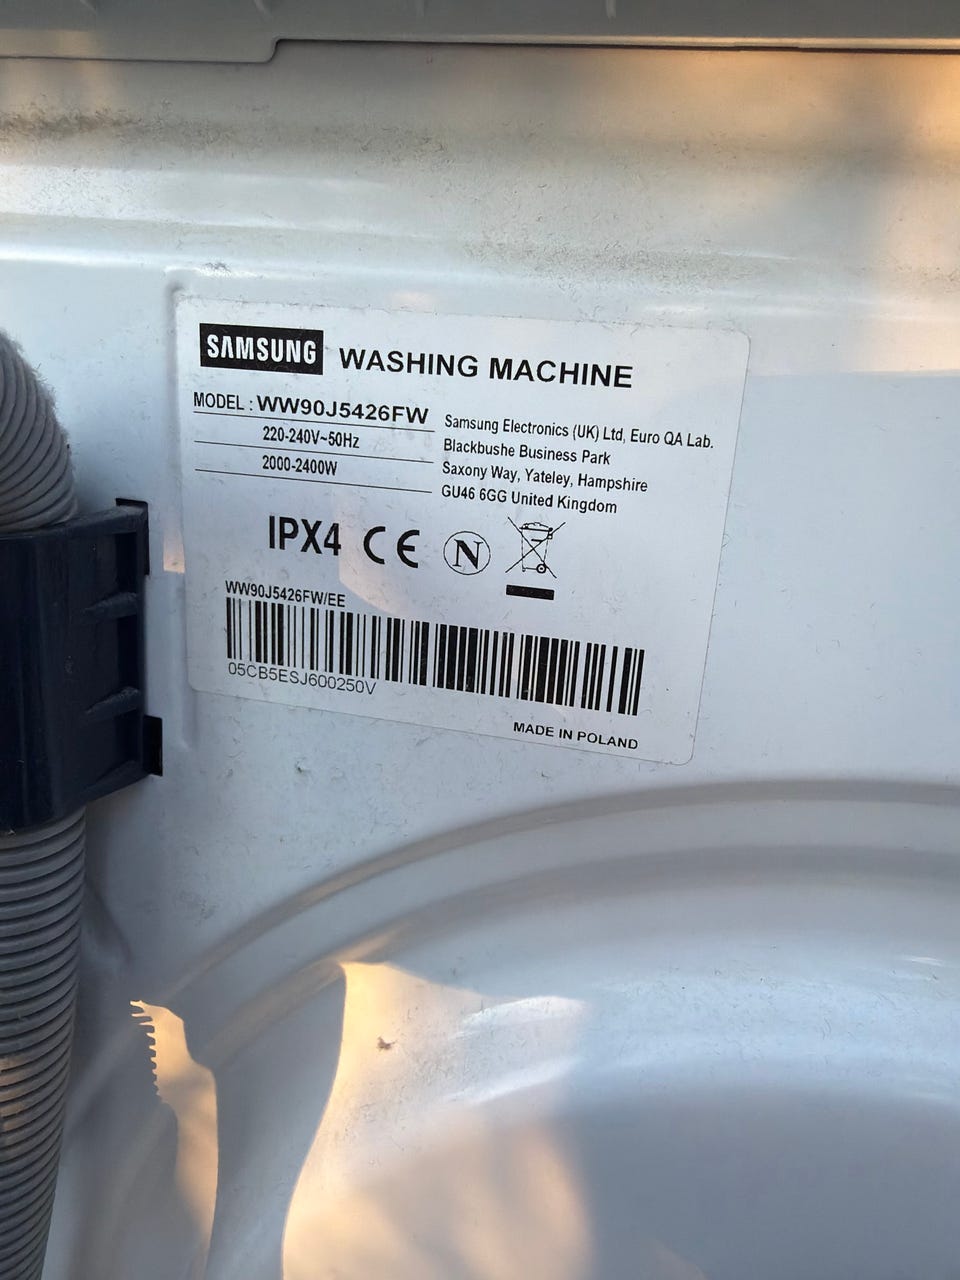 SAMSUNG WASHING MACHINE
MODEL : WW90J5426FW
220-240V~50Hz
2000-2400W
Samsung Electronics (UK) Ltd, Euro QA Lab.
Blackbushe Business Park
Saxony Way, Yateley, Hampshire
GU46 6GG United Kingdom
IPX4 CE N
WW90J5426FW/EE
05CB5ESJ600250V
MADE IN POLAND